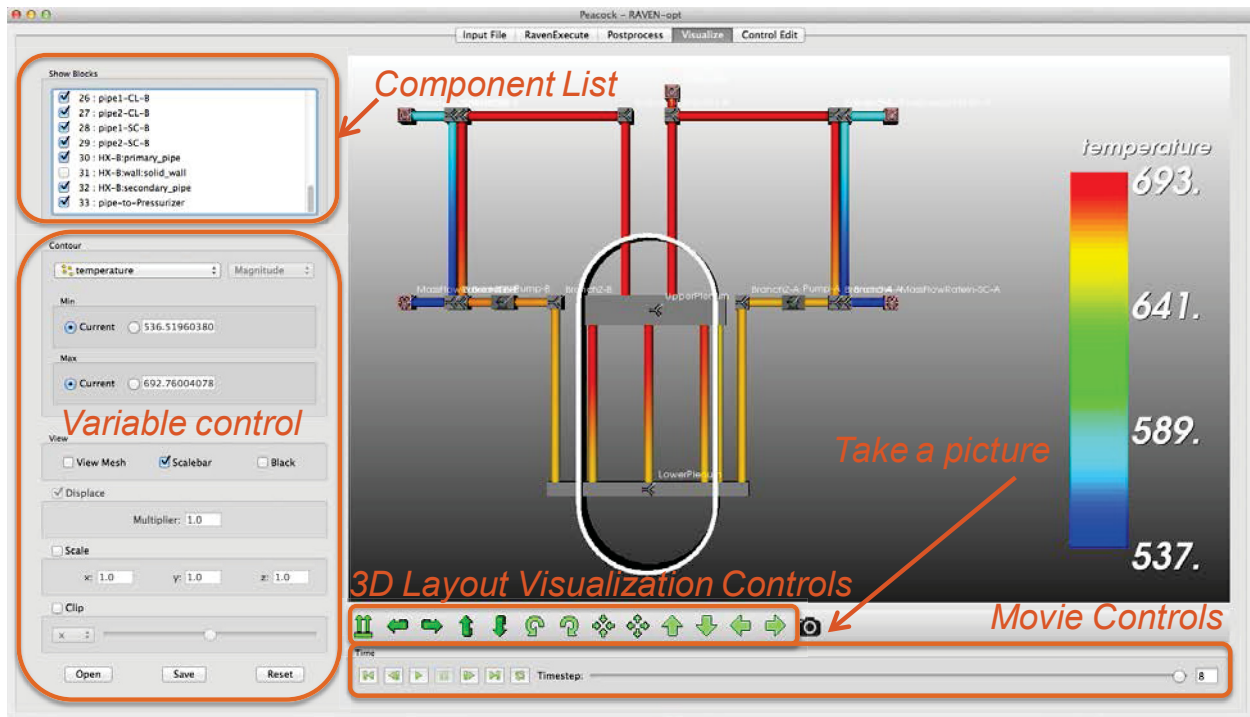 Peacock - RAVEN-opt
Input File RavenExecute Postprocess Visualize Control Edit
Show Blocks
26 : pipe1-CL-B
27 : pipe2-CL-B
28 : pipe1-SC-B
29 : pipe2-SC-B
30 : HX-B:primary_pipe
31 : HX-B:wall:solid_wall
32 : HX-B:secondary_pipe
33 : pipe-to-Pressurizer
Component List
Contour
temperature Magnitude
Min
Current 536.51960380
Max
Current 692.76004078
Variable control
View
View Mesh Scalebar Black
Displace
Multiplier: 1.0
Scale
x: 1.0 y: 1.0 z: 1.0
Clip
x
Open Save Reset
temperature
693.
641.
589.
537.
Pump-B Branch2-B UpperPlenum Branch2-A Pump-A MassFlowRateIn-SC-A
LowerPlenum
Take a picture
3D Layout Visualization Controls
Movie Controls
Time
Timestep: 8